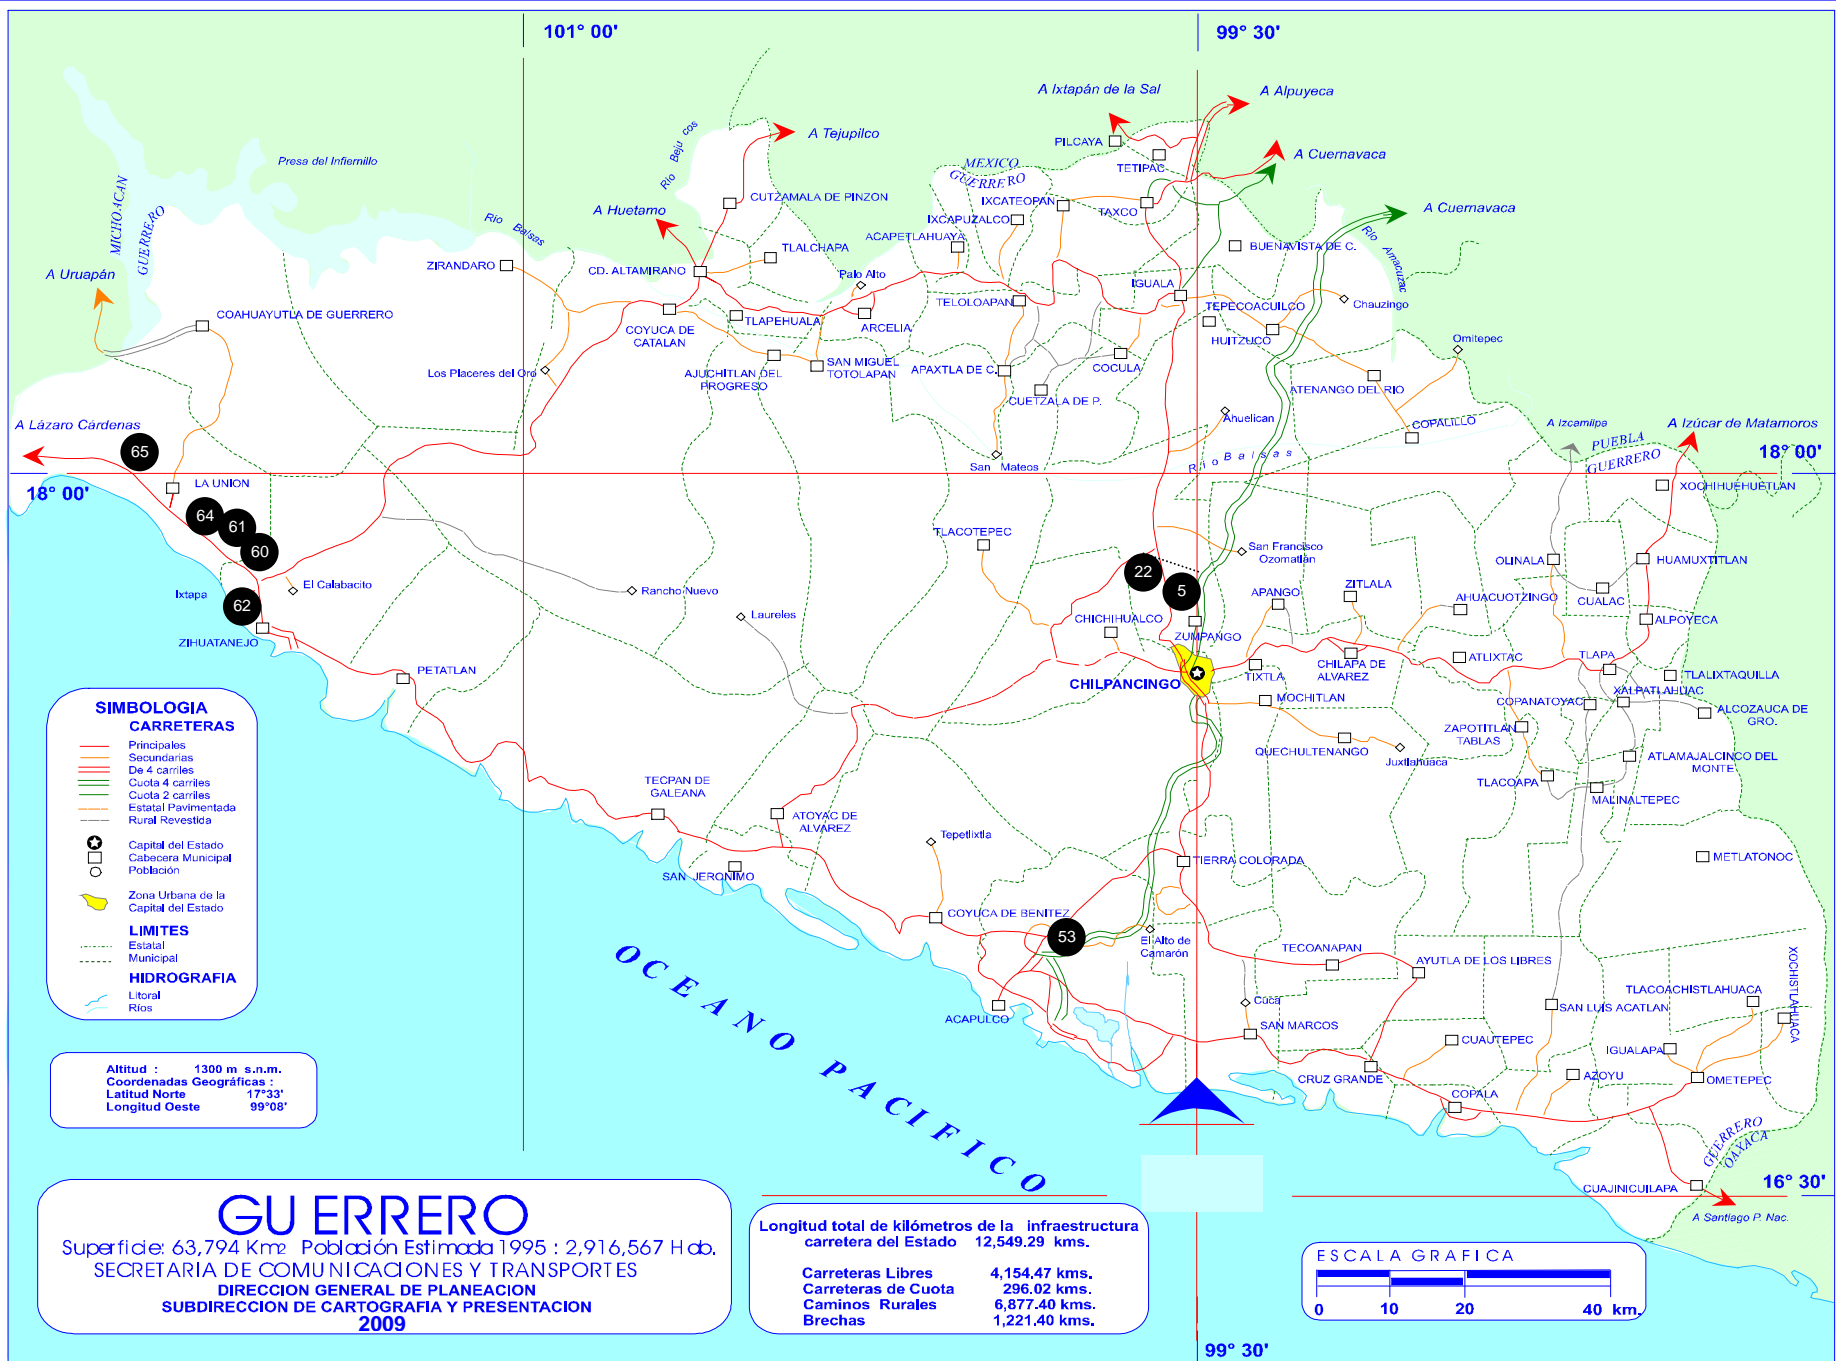 101° 00'
99° 30'
A Ixtapán de la Sal
A Alpuyeca
A Tejupilco
Río Beju cos
PILCAYA
TETIPAC
A Cuernavaca
Presa del Infiernillo
MEXICO
GUERRERO
MICHOACAN
GUERRERO
CUTZAMALA DE PINZON
IXCATEOPAN
TAXCO
A Cuernavaca
A Huetamo
Rio Balsas
IXCAPUZALCO
ACAPETLAHUAYA
Rio Amacuzac
BUENAVISTA DE C.
TLALCHAPA
ZIRANDARO
CD. ALTAMIRANO
Palo Alto
A Uruapán
IGUALA
TELOLOAPAN
TEPECOACUILCO
Chauzingo
COAHUAYUTLA DE GUERRERO
COYUCA DE
CATALAN
TLAPEHUALA
ARCELIA
HUITZUCO
Omitepec
Los Placeres del Oro
AJUCHITLAN DEL
PROGRESO
SAN MIGUEL
TOTOLAPAN
APAXTLA DE C.
COCULA
CUETZALA DE P.
ATENANGO DEL RIO
Ahuelican
COPALILLO
A Izcamilpa
A Izúcar de Matamoros
A Lázaro Cárdenas
PUEBLA
GUERRERO
65
Río Balsas
San Mateos
18° 00'
18° 00'
LA UNION
XOCHIHUEHUETLAN
64
61
60
TLACOTEPEC
San Francisco
Ozomatlán
OLINALA
HUAMUXTITLAN
22
5
Ixtapa
El Calabacito
Rancho Nuevo
APANGO
ZITLALA
AHUACUOTZINGO
CUALAC
62
Laureles
CHICHIHUALCO
ZUMPANGO
ALPOYECA
ZIHUATANEJO
PETATLAN
CHILPANCINGO
TIXTLA
CHILAPA DE
ALVAREZ
ATLIXTAC
TLAPA
TLALIXTAQUILLA
MOCHITLAN
COPANATOYAC
XALPATLAHUAC
ALCOZAUCA DE
GRO.
SIMBOLOGIA
CARRETERAS
Principales
Secundarias
De 4 carriles
Cuota 4 carriles
Cuota 2 carriles
Estatal Pavimentada
Rural Revestida
Capital del Estado
Cabecera Municipal
Población
Zona Urbana de la
Capital del Estado
LIMITES
Estatal
Municipal
HIDROGRAFIA
Litoral
Ríos
QUECHULTENANGO
Juxtlahuaca
ZAPOTITLAN
TABLAS
ATLAMAJALCINCO DEL
MONTE
TLACOAPA
MALINALTEPEC
TECPAN DE
GALEANA
ATOYAC DE
ALVAREZ
Tepetlixtla
TIERRA COLORADA
METLATONOC
SAN JERONIMO
COYUCA DE BENITEZ
53
El Alto de
Camarón
TECOANAPAN
AYUTLA DE LOS LIBRES
XOCHISTLAHUACA
TLACOACHISTLAHUACA
Cuca
SAN LUIS ACATLAN
ACAPULCO
SAN MARCOS
CUAUTEPEC
IGUALAPA
CRUZ GRANDE
AZOYU
OMETEPEC
COPALA
OCEANO PACIFICO
GUERRERO
OAXACA
CUAJINICUILAPA
16° 30'
A Santiago P. Nac.
Altitud : 1300 m s.n.m.
Coordenadas Geográficas :
Latitud Norte 17°33'
Longitud Oeste 99°08'
GU ERRERO
Superficie: 63,794 Km2 Población Estimada 1995 : 2,916,567 H ab.
SECRETARIA DE COMUNICACIONES Y TRANSPORTES
DIRECCION GENERAL DE PLANEACION
SUBDIRECCION DE CARTOGRAFIA Y PRESENTACION
2009
Longitud total de kilómetros de la infraestructura
carretera del Estado 12,549.29 kms.
Carreteras Libres 4,154.47 kms.
Carreteras de Cuota 296.02 kms.
Caminos Rurales 6,877.40 kms.
Brechas 1,221.40 kms.
ESCALA GRAFICA
0 10 20 40 km.
99° 30'